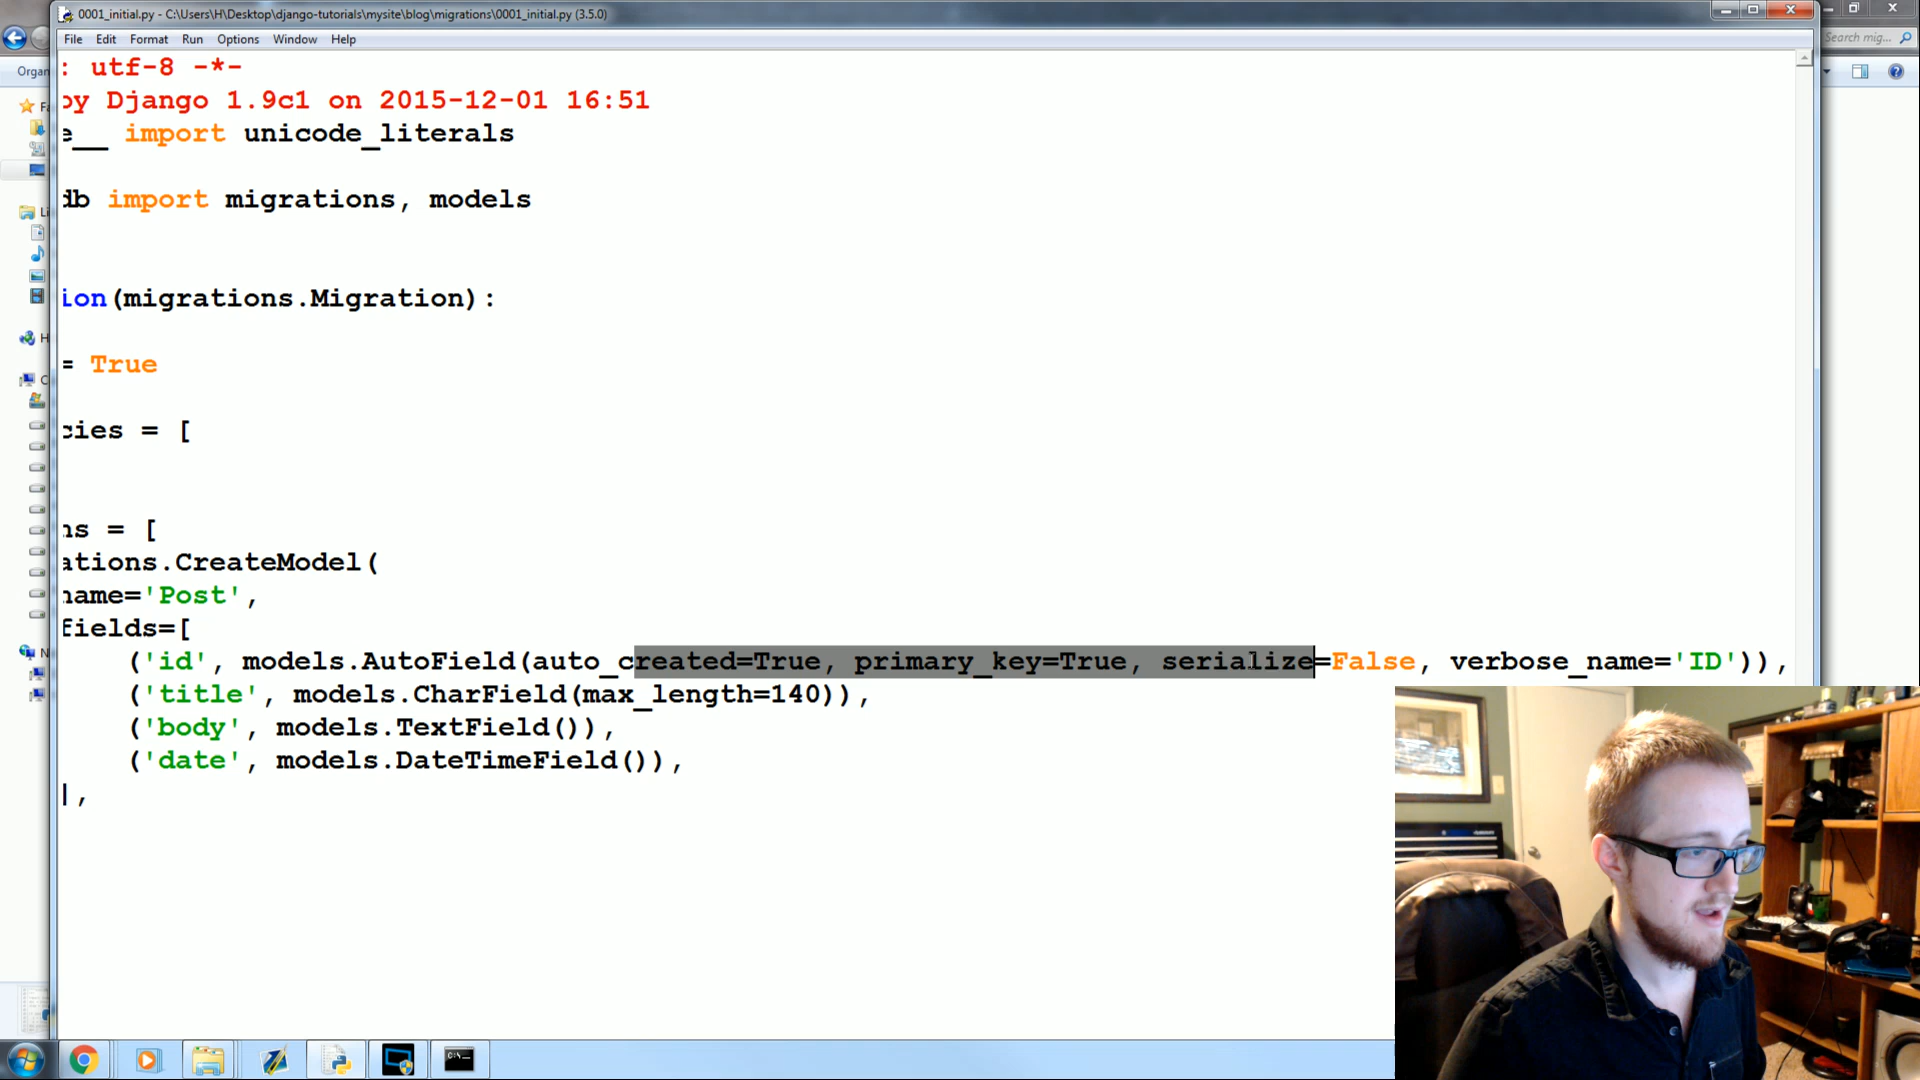 0001_initial.py - C:\Users\H\Desktop\django-tutorials\mysite\blog\migrations\0001_initial.py (3.5.0)
File Edit Format Run Options Window Help
Search mig...
Organ
: utf-8 -*-
by Django 1.9c1 on 2015-12-01 16:51
e__ import unicode_literals
db import migrations, models
ion(migrations.Migration):
= True
cies = [
ns = [
ations.CreateModel(
name='Post',
fields=[
('id', models.AutoField(auto_created=True, primary_key=True, serialize=False, verbose_name='ID')),
('title', models.CharField(max_length=140)),
('body', models.TextField()),
('date', models.DateTimeField()),
],
Fa
Li
H
C
N